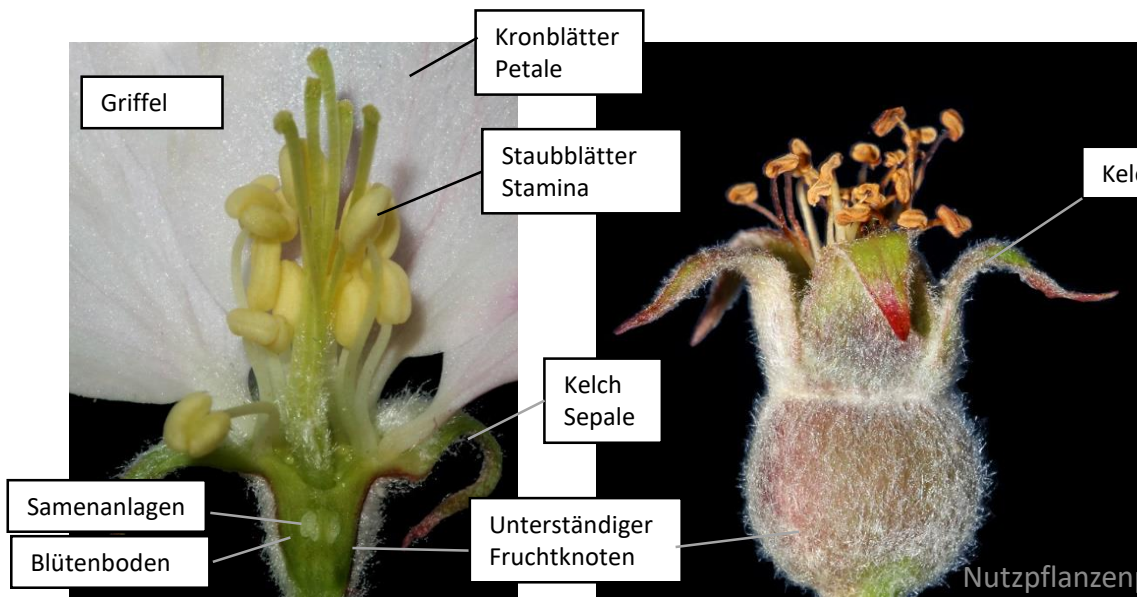 Kronblätter
Petale
Griffel
Staubblätter
Stamina
Kelch
Sepale
Samenanlagen
Blütenboden
Unterständiger
Fruchtknoten